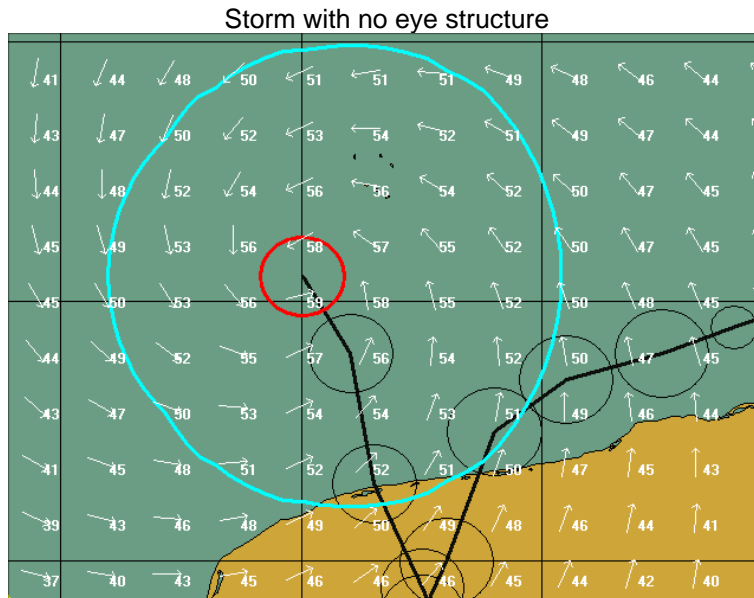 Storm with no eye structure
41 44 48 50 51 51 51 49 48 46 44
43 47 50 52 53 54 52 51 49 47 44
44 48 52 54 56 56 54 52 50 47 45
45 49 53 56 58 57 55 52 50 47 45
45 50 53 56 59 58 55 52 50 48 45
44 49 52 55 57 56 54 52 50 47 45
43 47 50 53 54 54 53 51 49 46 44
41 45 48 51 52 52 51 50 47 45 43
39 43 46 48 49 50 49 48 46 44 41
37 40 43 45 46 46 46 45 44 42 40